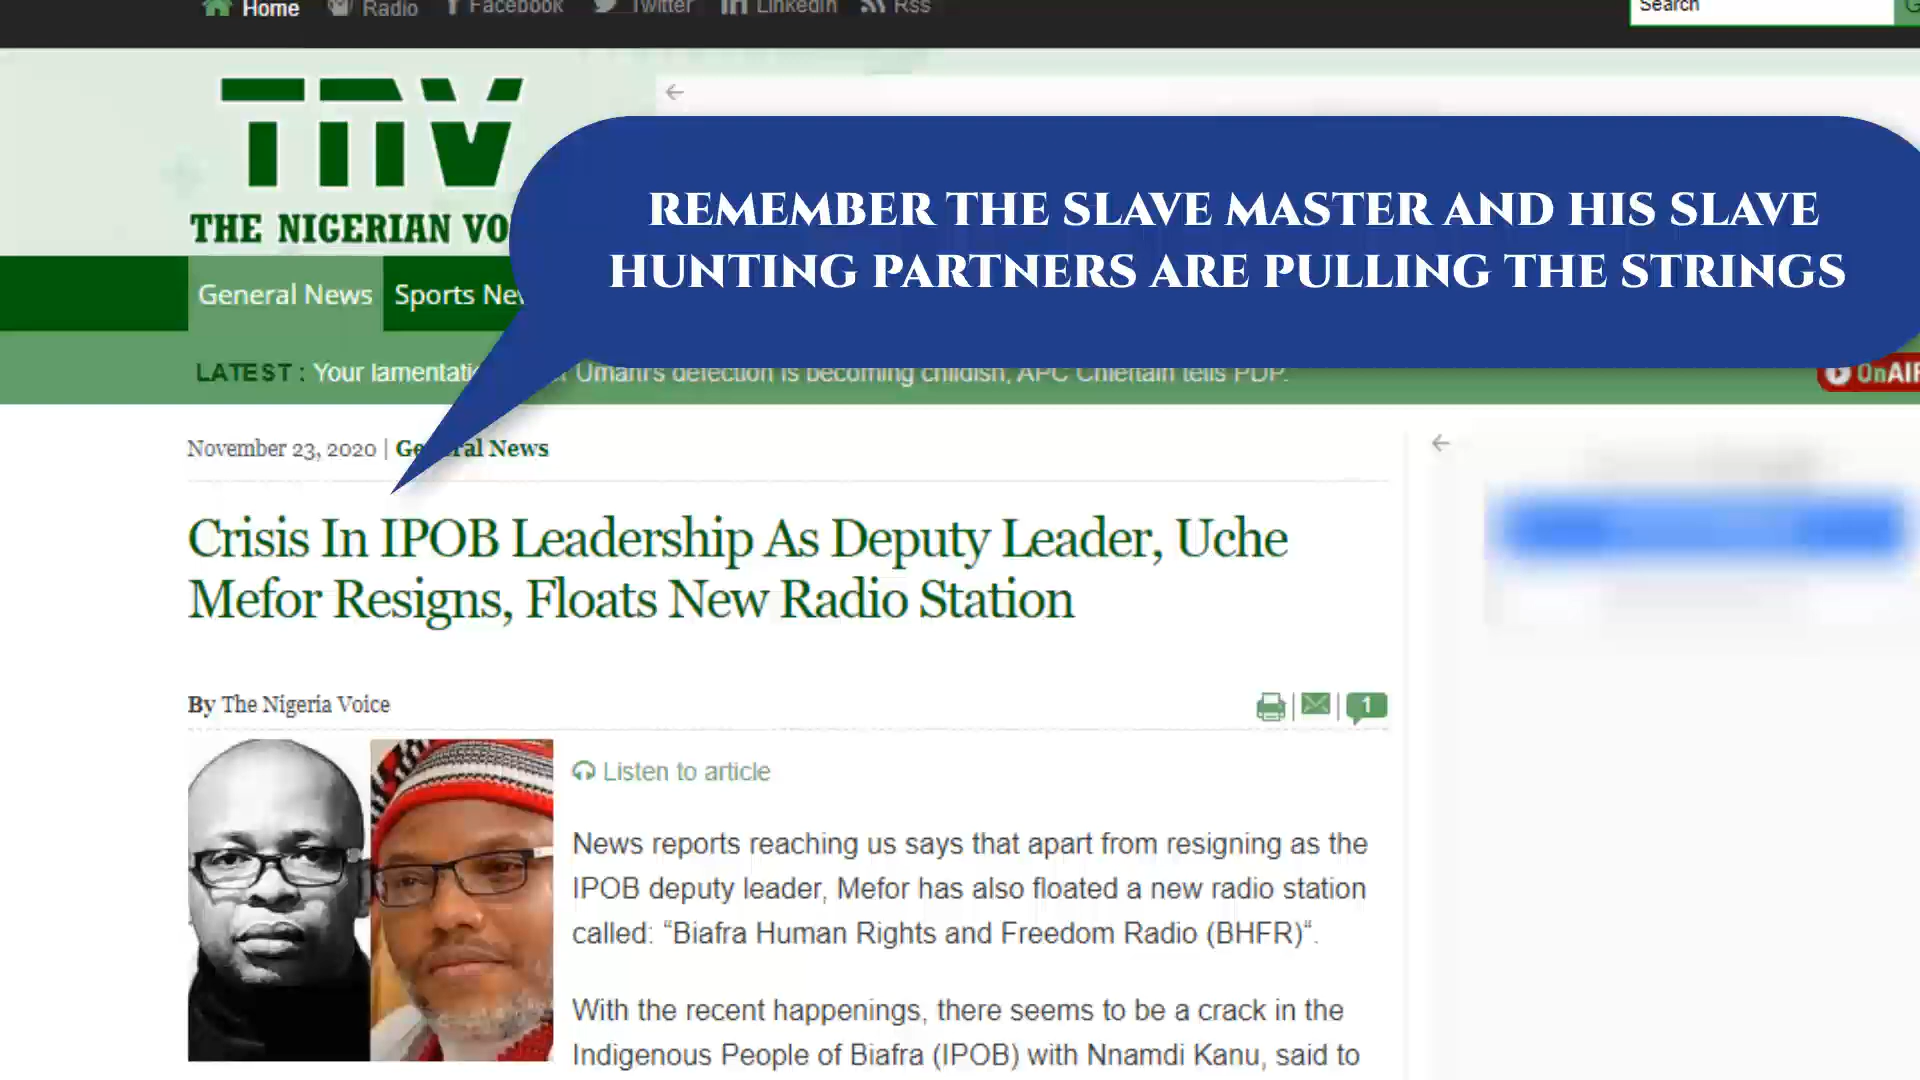 Home Radio Facebook Twitter LinkedIn Rss
Search
TNV
THE NIGERIAN VO
REMEMBER THE SLAVE MASTER AND HIS SLAVE
HUNTING PARTNERS ARE PULLING THE STRINGS
General News Sports New
LATEST : Your lamentati Umahi's defection is becoming childish, APC Chieftain tells PDP.
OnAIR
November 23, 2020 | General News
Crisis In IPOB Leadership As Deputy Leader, Uche
Mefor Resigns, Floats New Radio Station
By The Nigeria Voice
1
Listen to article
News reports reaching us says that apart from resigning as the
IPOB deputy leader, Mefor has also floated a new radio station
called: “Biafra Human Rights and Freedom Radio (BHFR)“.
With the recent happenings, there seems to be a crack in the
Indigenous People of Biafra (IPOB) with Nnamdi Kanu, said to